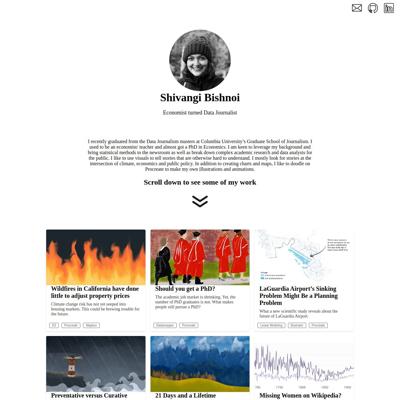 Shivangi Bishnoi
Economist turned Data Journalist
I recently graduated from the Data Journalism masters at Columbia University's Graduate School of Journalism. I
used to be an economist/ teacher and almost got a PhD in Economics. I am keen to leverage my background and
bring statistical methods to the newsroom as well as break down complex academic research and data analysis for
the public. I like to use visuals to tell stories that are otherwise hard to understand. I mostly look for stories at the
intersection of climate, economics and public policy. In addition to creating charts and maps, I like to doodle on
Procreate to make my own illustrations and animations.
Scroll down to see some of my work
Wildfires in California have done
little to adjust property prices
Climate change risk has not yet seeped into
housing markets. This could be brewing trouble for
the future.
D3
Procreate
Mapbox
Should you get a PhD?
The academic job market is shrinking. Yet, the
number of PhD graduates is not. What makes
people still pursue a PhD?
Datawrapper
Procreate
LaGuardia Airport's Sinking
Problem Might Be a Planning
Problem
What a new scientific study reveals about the
future of LaGuardia Airport.
Linear Modeling
Illustrator
Procreate
Preventative versus Curative
21 Days and a Lifetime
Missing Women on Wikipedia?